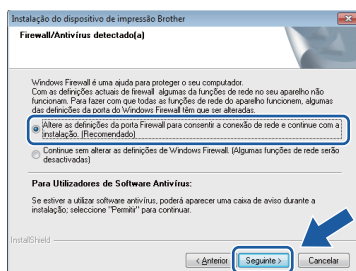 Instalação do dispositivo de impressão Brother
Firewall/Antivírus detectado(a)
Windows Firewall é uma ajuda para proteger o seu computador.
Com as definições actuais de firewall algumas da funções de rede no seu aparelho não
funcionam. Para fazer com que todas as funções de rede do aparelho funcionem, algumas
das definições da porta do Windows Firewall têm que ser alteradas.
Altere as definições da porta Firewall para consentir a conexão de rede e continue com a
instalação. (Recomendado)
Continue sem alterar as definições de Windows Firewall. (Algumas funções de rede serão
desactivadas)
Para Utilizadores de Software Antivírus:
Se estiver a utilizar software antivírus, poderá aparecer uma caixa de aviso durante a
instalação; seleccione "Permitir" para continuar.
InstallShield
< Anterior Seguinte > Cancelar